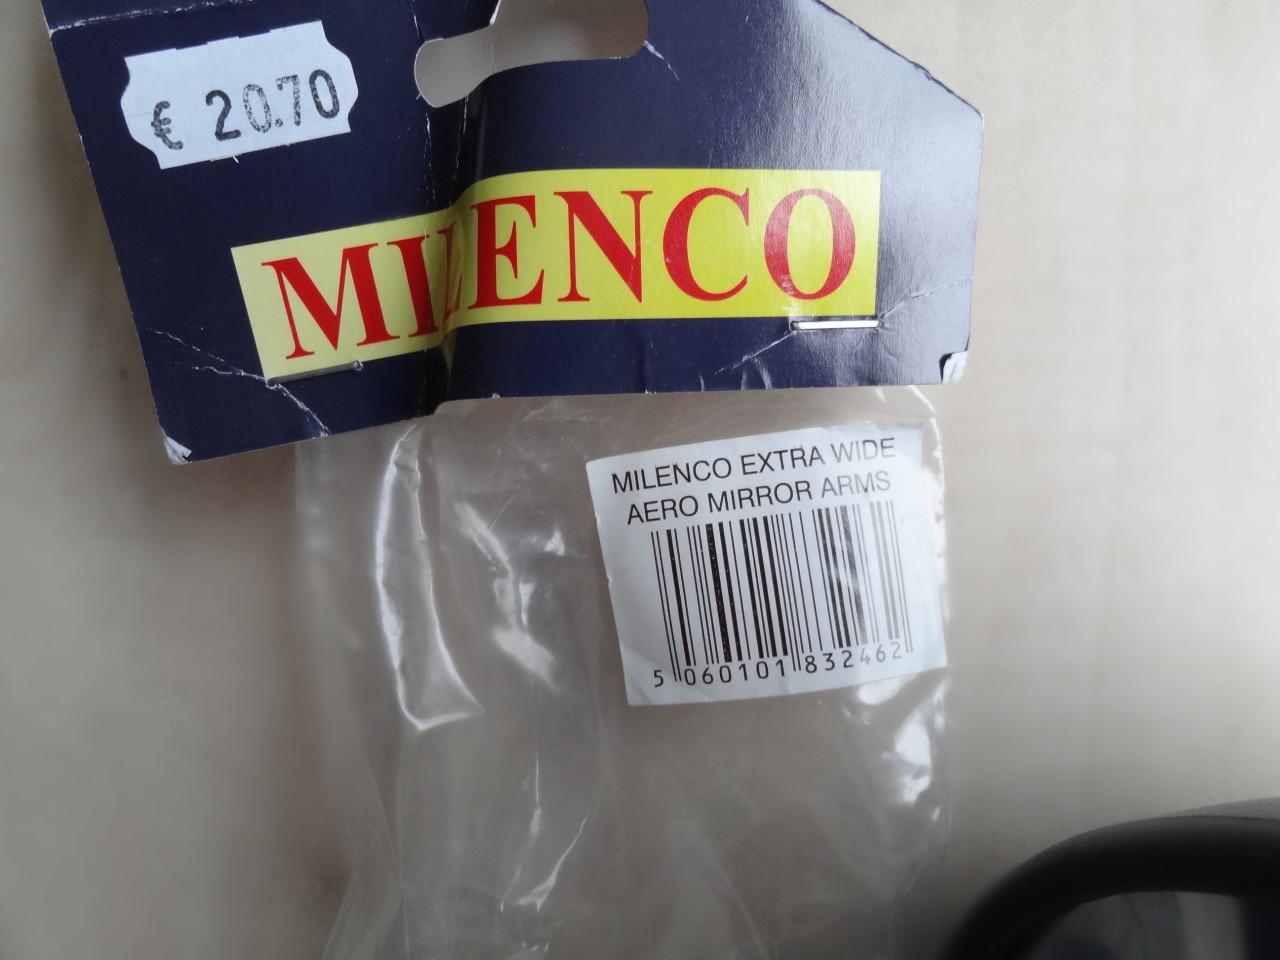 € 20.70
MILENCO
MILENCO EXTRA WIDE
AERO MIRROR ARMS
5 060101 832462